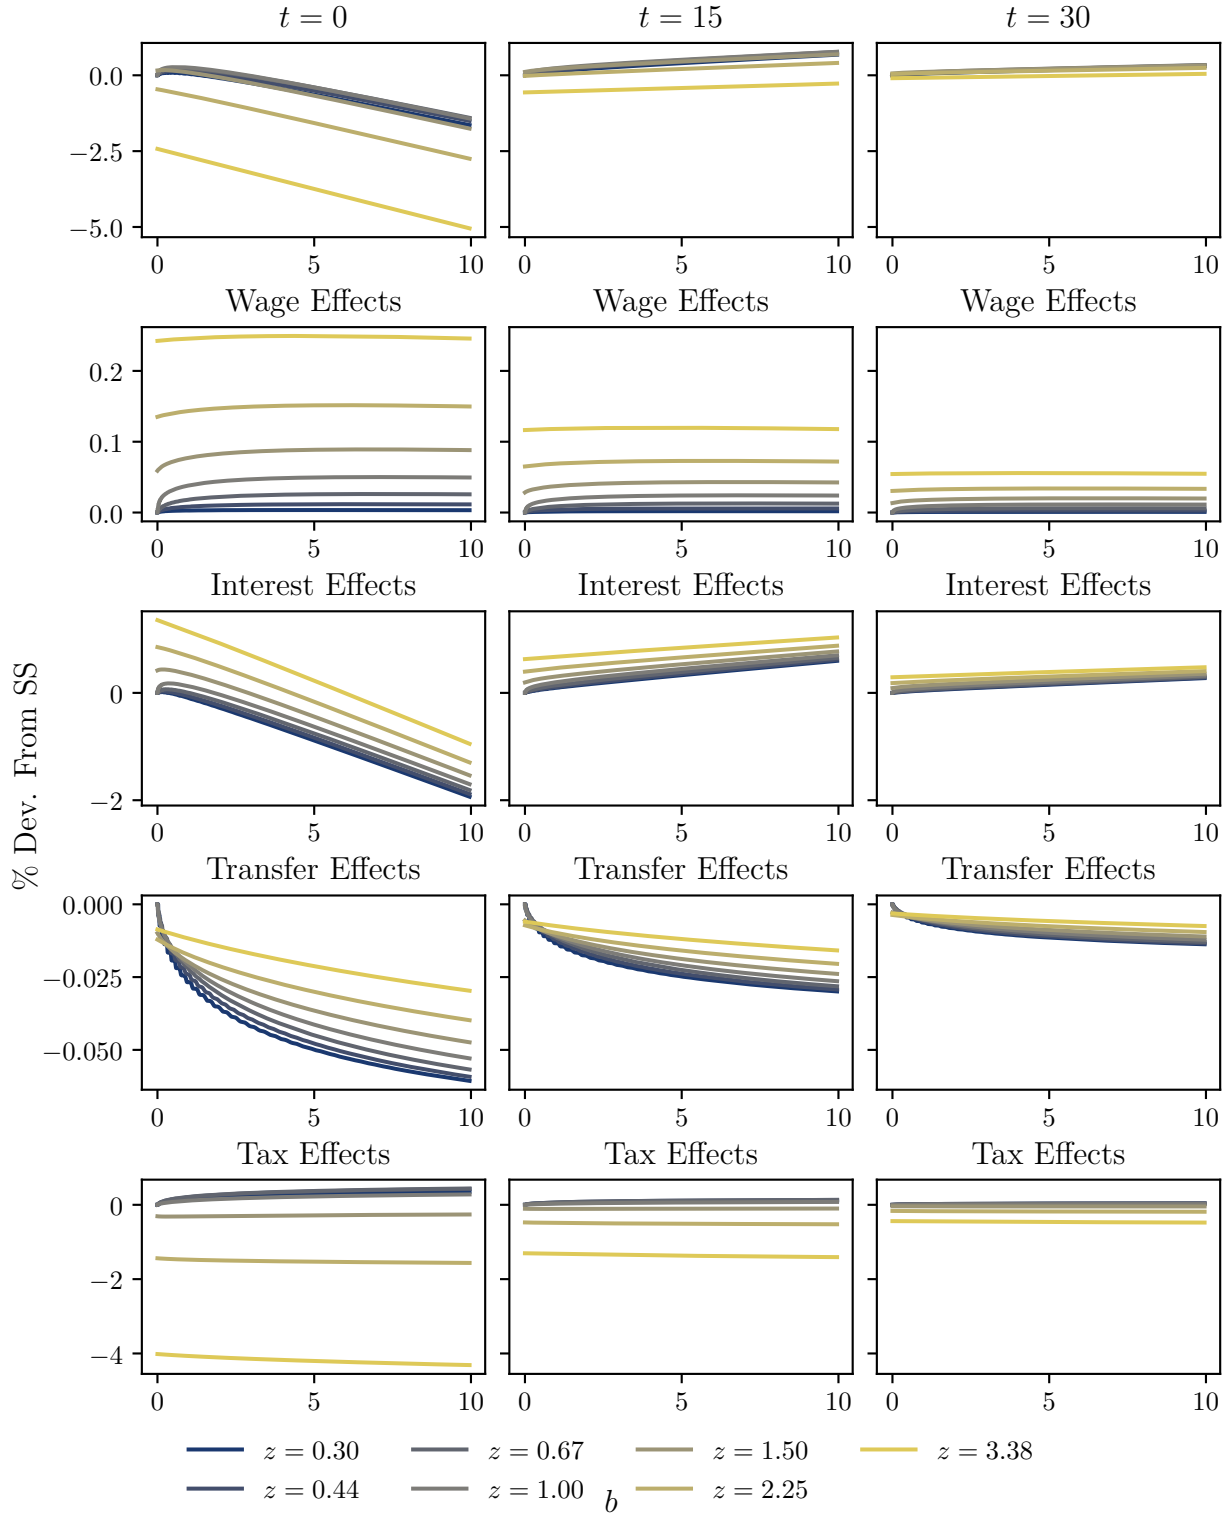 t = 0 t = 15 t = 30
0.0
−2.5
−5.0
0 5 10 0 5 10 0 5 10
Wage Effects Wage Effects Wage Effects
0.2
0.1
0.0
0 5 10 0 5 10 0 5 10
Interest Effects Interest Effects Interest Effects
0
−2
0 5 10 0 5 10 0 5 10
% Dev. From SS
Transfer Effects Transfer Effects Transfer Effects
0.000
−0.025
−0.050
0 5 10 0 5 10 0 5 10
Tax Effects Tax Effects Tax Effects
0
−2
−4
0 5 10 0 5 10 0 5 10
z = 0.30 z = 0.67 z = 1.50 z = 3.38
z = 0.44 z = 1.00 z = 2.25
b